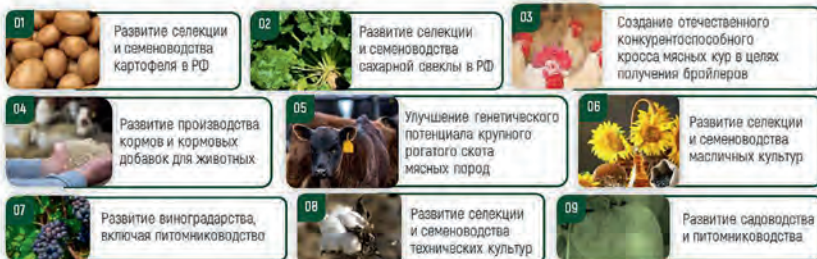 01
Развитие селекции
и семеноводства
картофеля в РФ
02
Развитие селекции
и семеноводства
сахарной свеклы в РФ
03
Создание отечественного
конкурентоспособного
кросса мясных кур в целях
получения бройлеров
04
Развитие производства
кормов и кормовых
добавок для животных
05
Улучшение генетического
потенциала крупного
рогатого скота
мясных пород
06
Развитие селекции
и семеноводства
масличных культур
07
Развитие виноградарства,
включая питомниководство
08
Развитие селекции
и семеноводства
технических культур
09
Развитие садоводства
и питомниководства